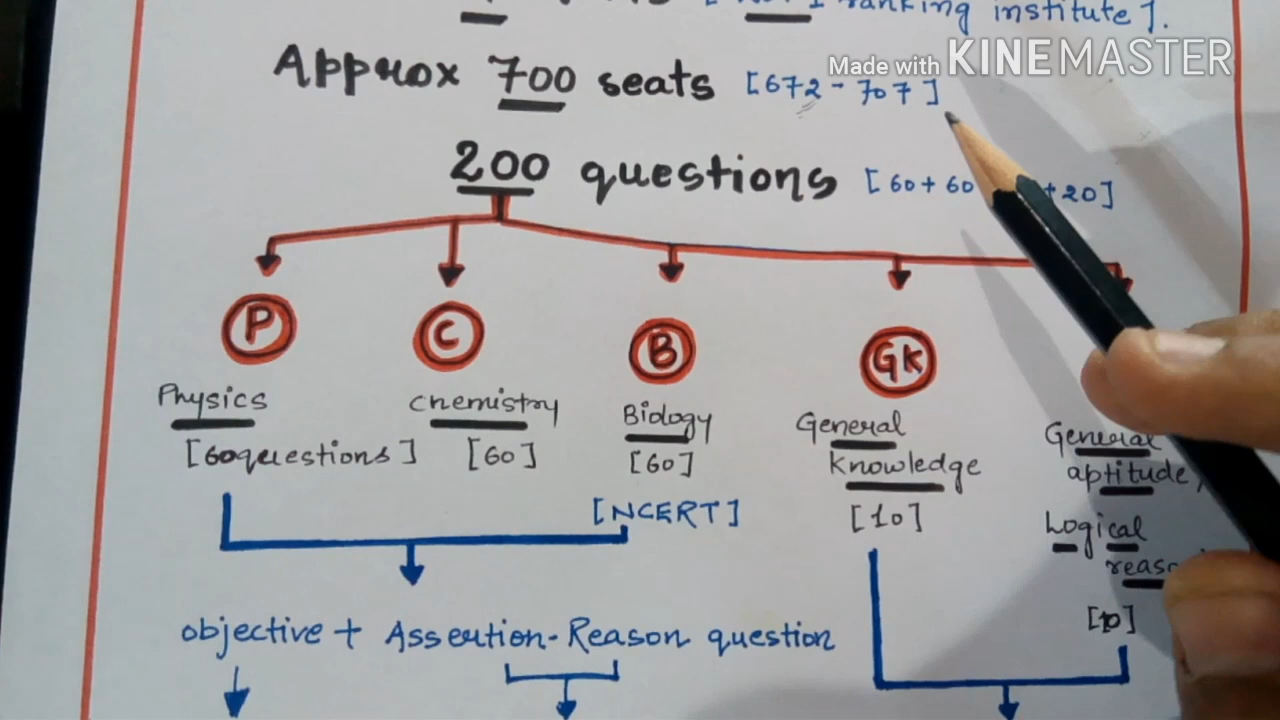 ranking institute].
Made with KINEMASTER
Approx 700 seats [672 - 707]
200 questions [60+60 +20]
P C B GK
Physics Chemistry Biology General General
[60questions] [60] [60] Knowledge aptitude,
[NCERT] [10] Logical
[10]
objective + Assertion-Reason question